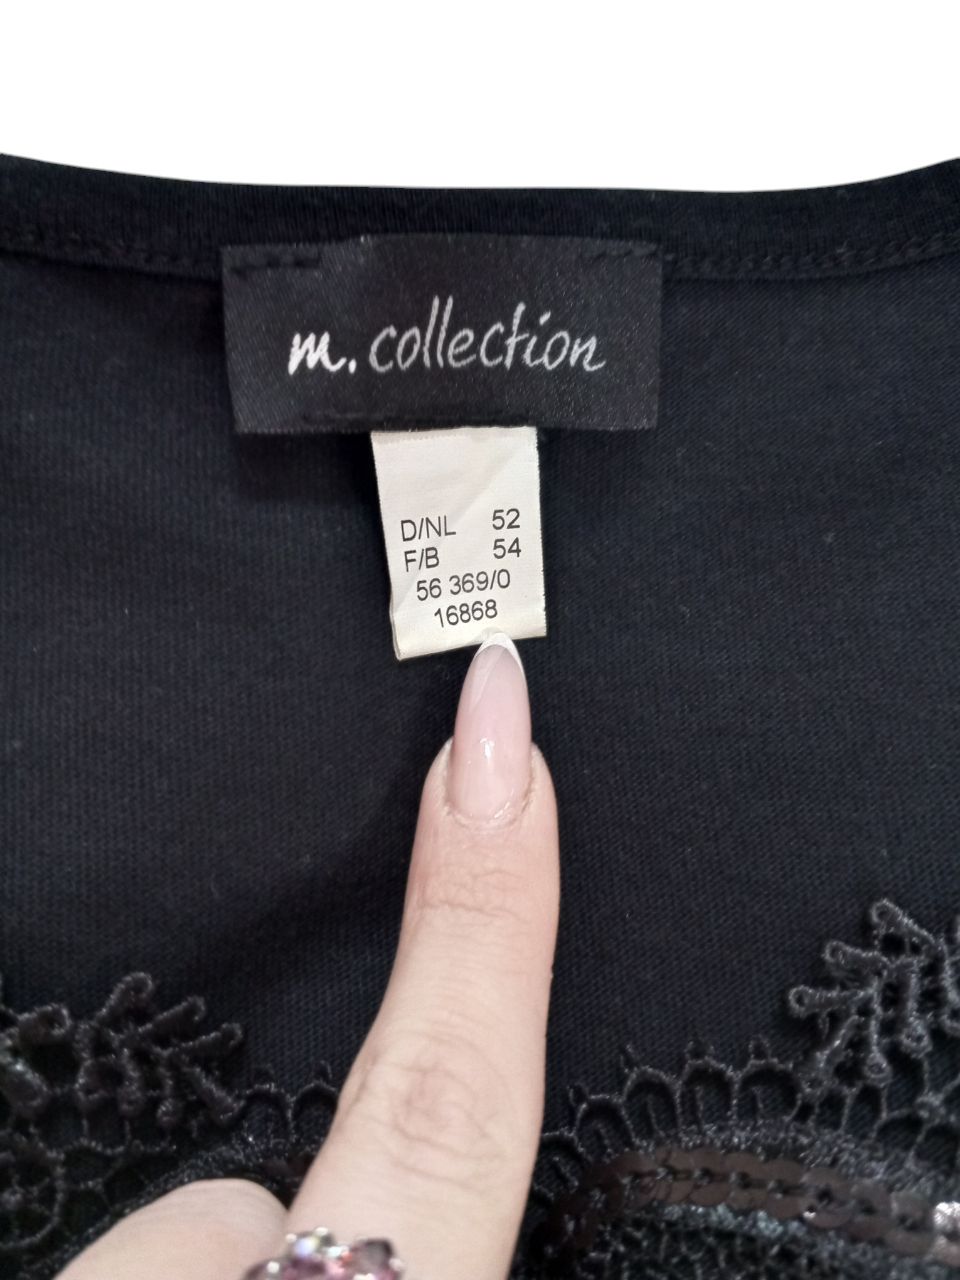 m. collection
D/NL 52
F/B 54
56 369/0
16868